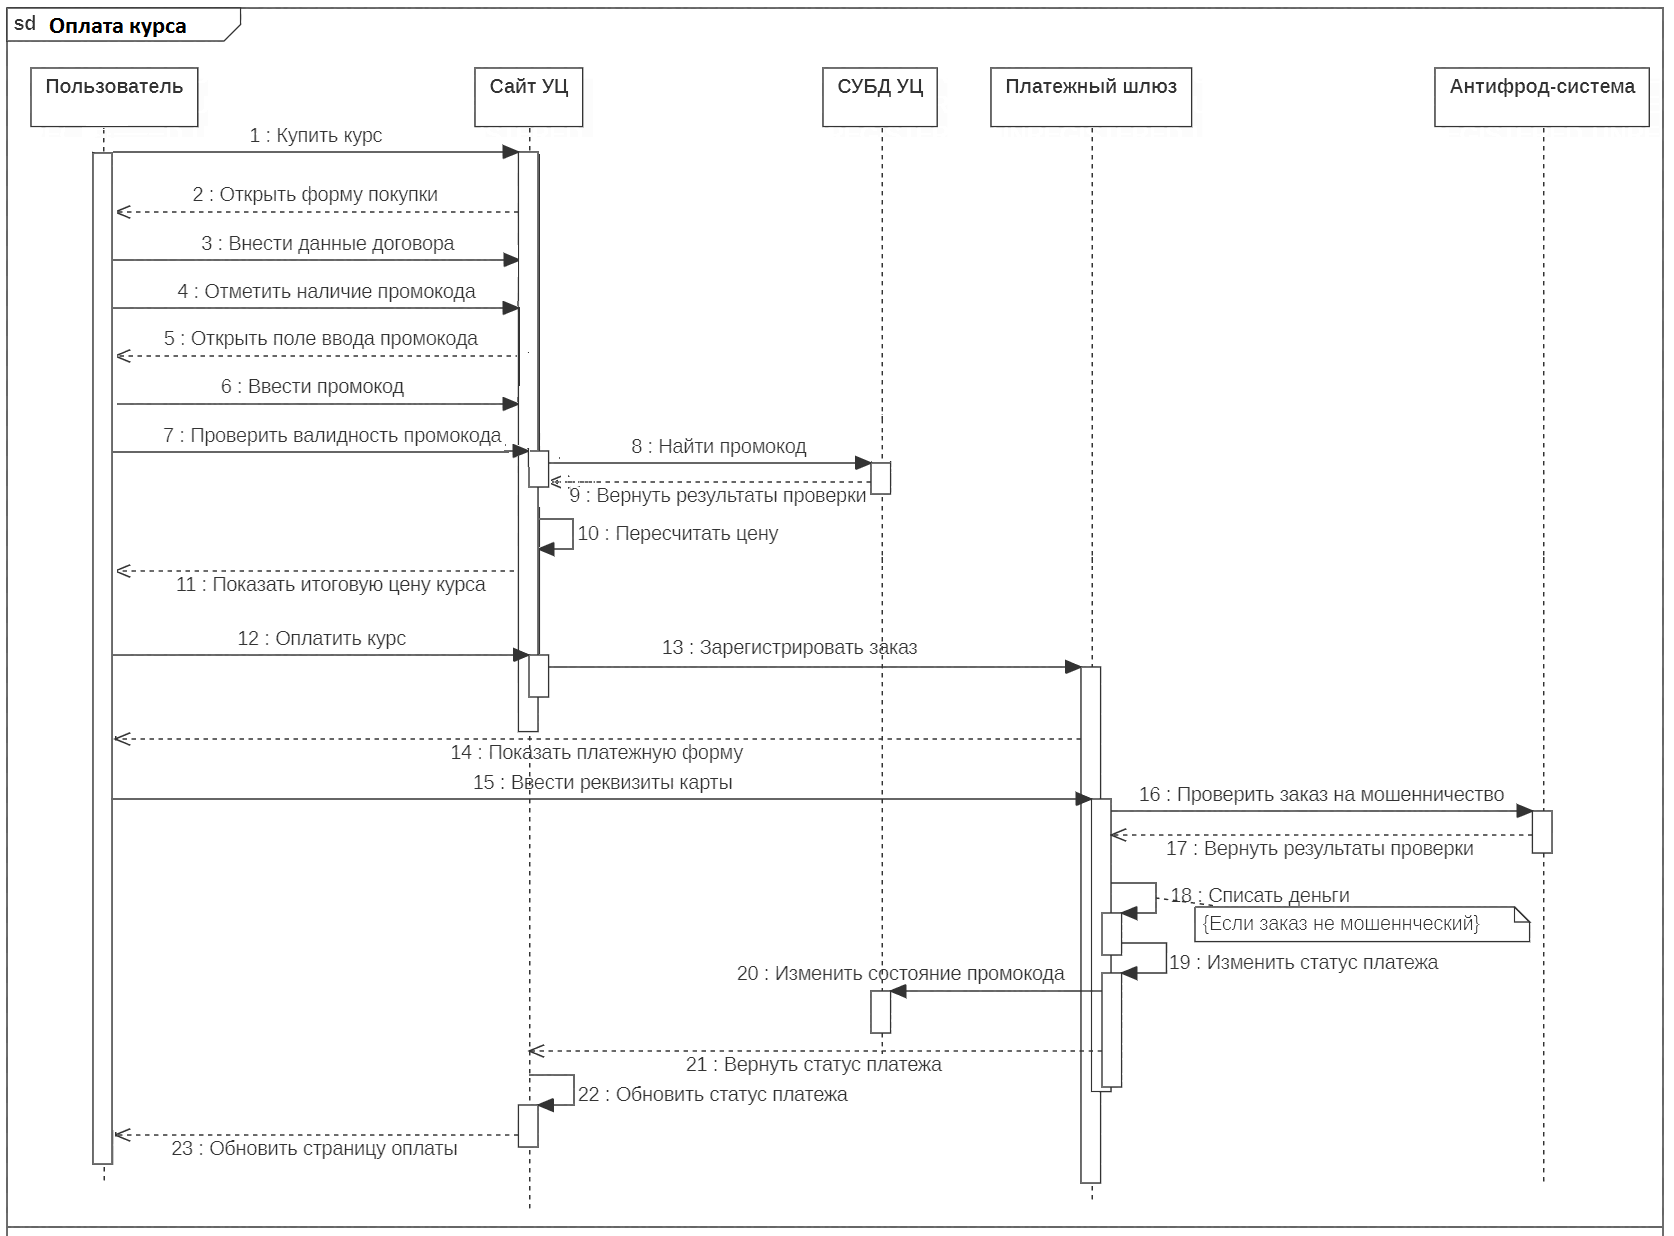 sd Оплата курса
Пользователь
Сайт УЦ
СУБД УЦ
Платежный шлюз
Антифрод-система
1 : Купить курс
2 : Открыть форму покупки
3 : Внести данные договора
4 : Отметить наличие промокода
5 : Открыть поле ввода промокода
6 : Ввести промокод
7 : Проверить валидность промокода
8 : Найти промокод
9 : Вернуть результаты проверки
10 : Пересчитать цену
11 : Показать итоговую цену курса
12 : Оплатить курс
13 : Зарегистрировать заказ
14 : Показать платежную форму
15 : Ввести реквизиты карты
16 : Проверить заказ на мошенничество
17 : Вернуть результаты проверки
18 : Списать деньги
{Если заказ не мошеннческий}
19 : Изменить статус платежа
20 : Изменить состояние промокода
21 : Вернуть статус платежа
22 : Обновить статус платежа
23 : Обновить страницу оплаты